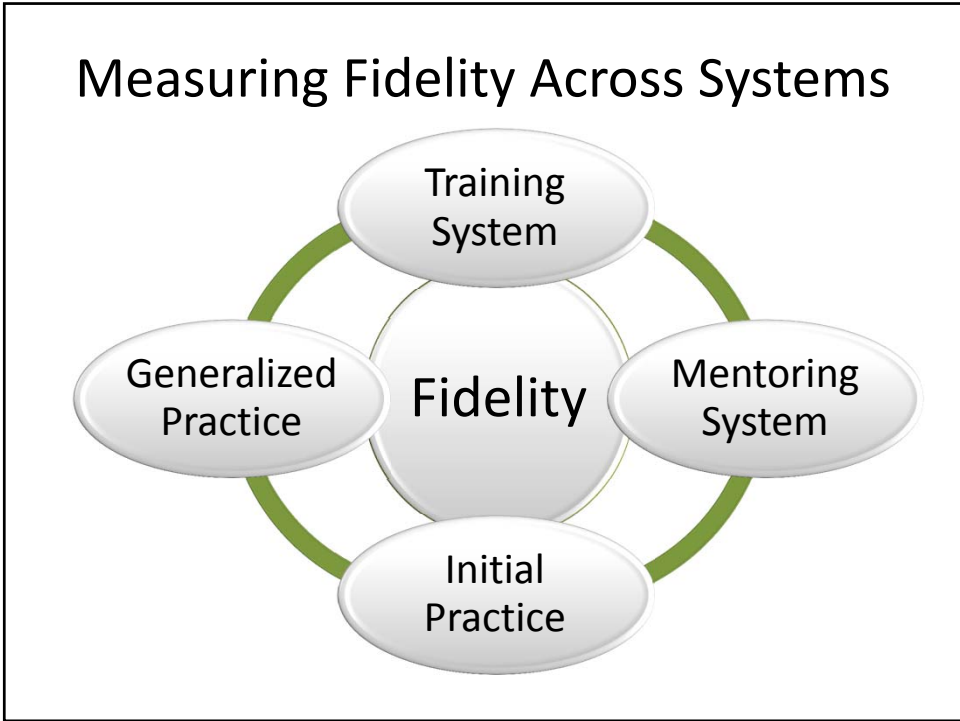 Measuring Fidelity Across Systems
Training
System
Generalized
Practice
Fidelity
Mentoring
System
Initial
Practice